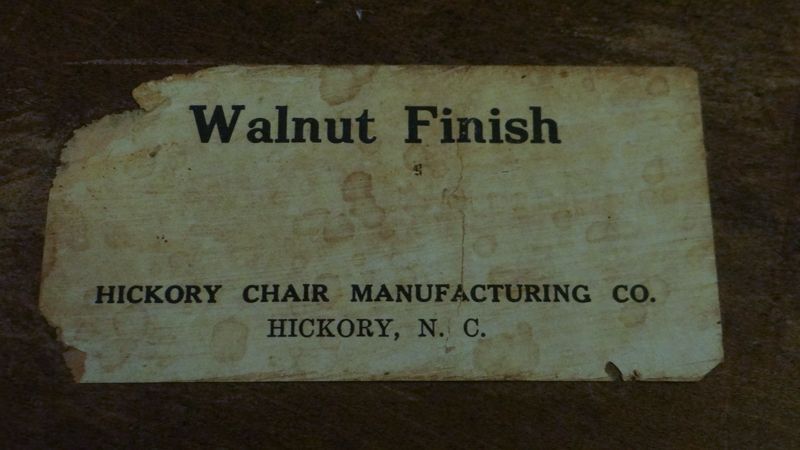 Walnut Finish
HICKORY CHAIR MANUFACTURING CO.
HICKORY, N. C.